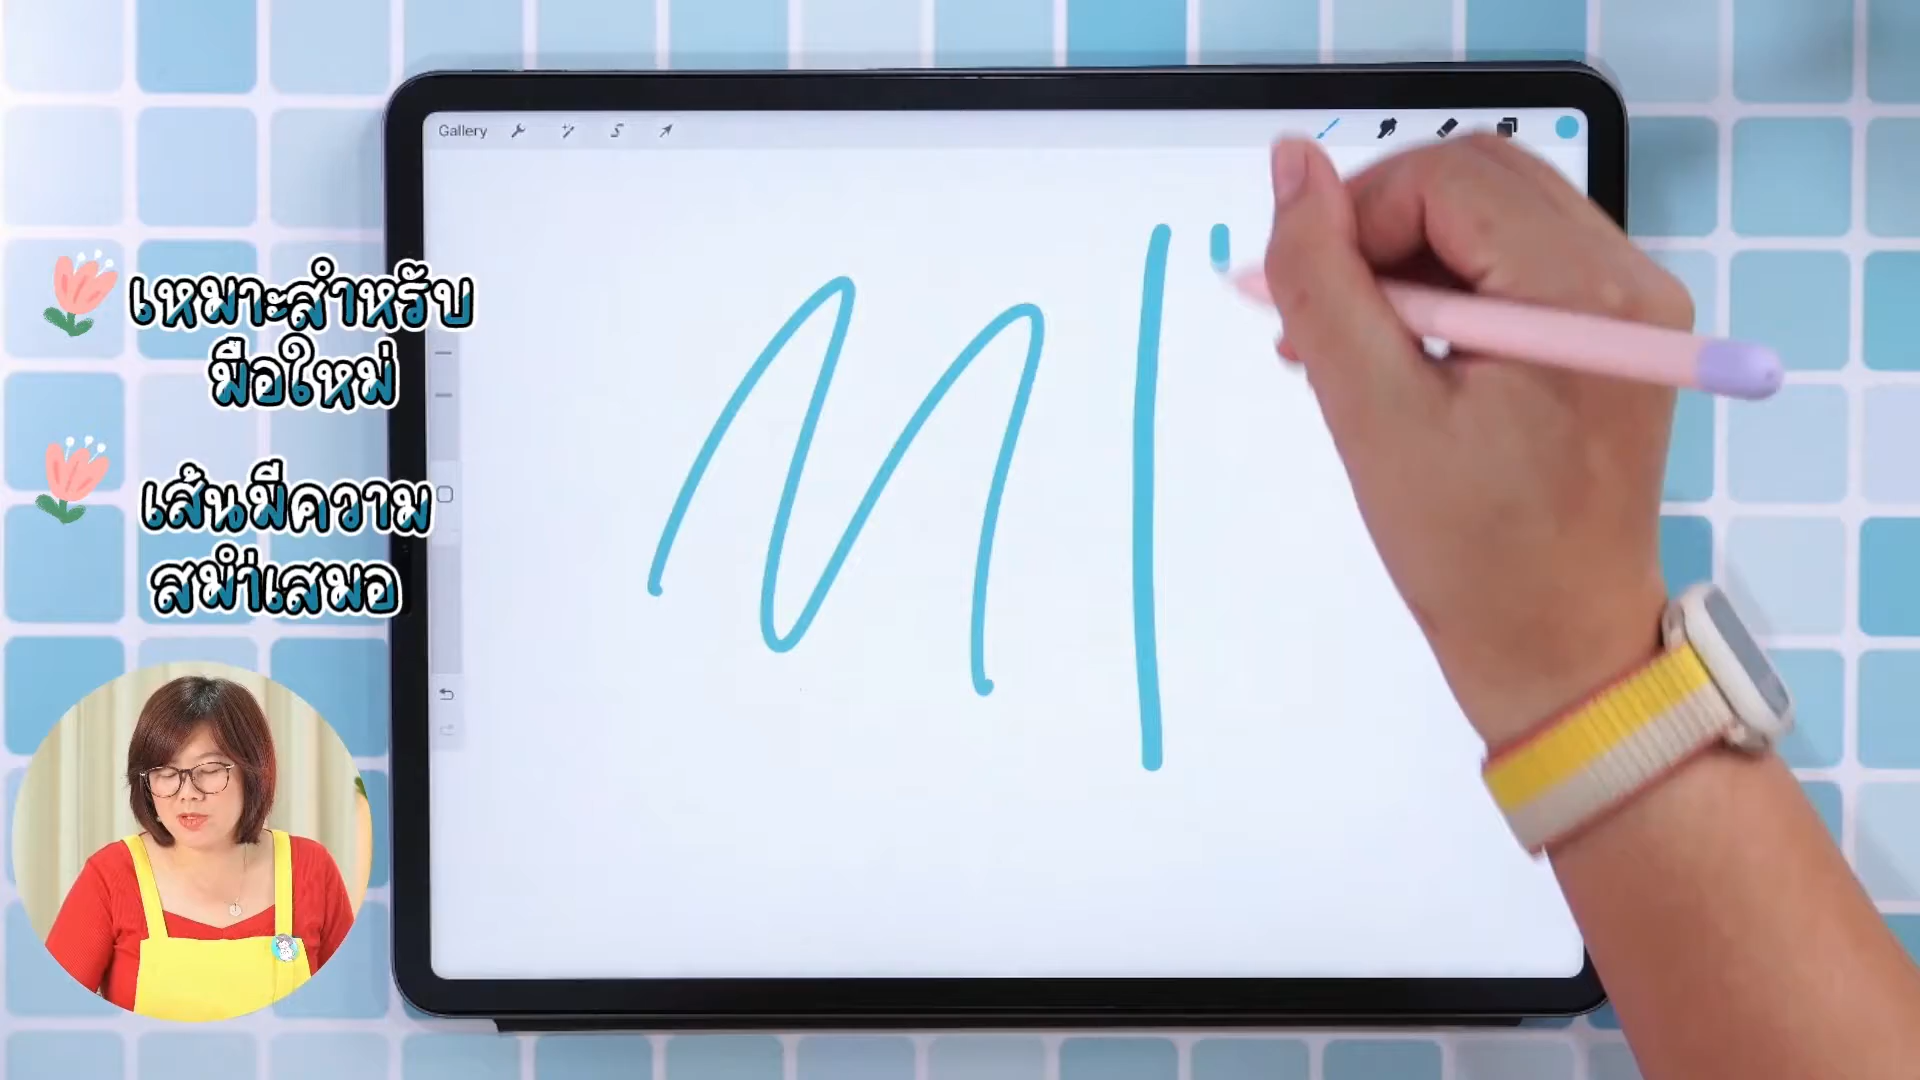 Gallery
เหมาะสำหรับ
มือใหม่
เส้นมีความ
สม่ำเสมอ